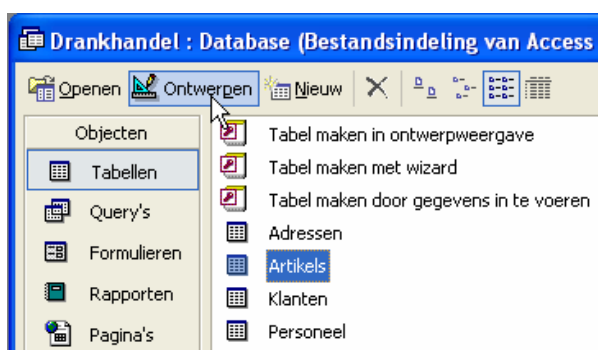 Drankhandel : Database (Bestandsindeling van Access
Openen Ontwerpen Nieuw
Objecten
Tabellen
Query's
Formulieren
Rapporten
Pagina's
Tabel maken in ontwerpweergave
Tabel maken met wizard
Tabel maken door gegevens in te voeren
Adressen
Artikels
Klanten
Personeel